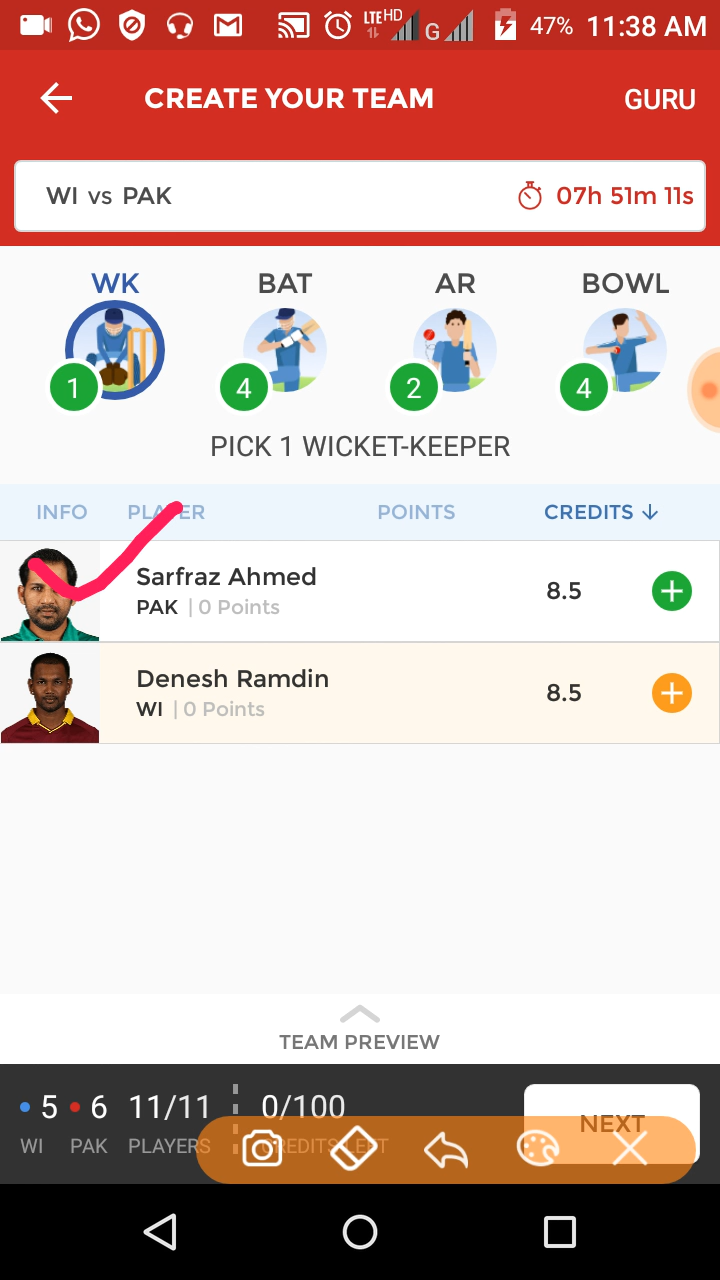 LTE HD G 47% 11:38 AM
CREATE YOUR TEAM GURU
WI vs PAK 07h 51m 11s
WK BAT AR BOWL
1 4 2 4
PICK 1 WICKET-KEEPER
INFO PLAYER POINTS CREDITS
Sarfraz Ahmed 8.5
PAK | 0 Points
Denesh Ramdin 8.5
WI | 0 Points
TEAM PREVIEW
5 6 11/11 0/100 NEXT
WI PAK PLAYERS CREDITS LEFT